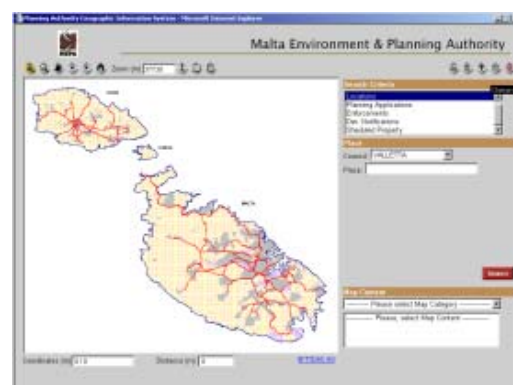 Planning Authority Geographic Information System - Microsoft Internet Explorer
Malta Environment & Planning Authority
Zoom (m)
Search Criteria
Locations
Planning Applications
Enforcements
Dev. Notifications
Scheduled Property
Place
Council VALLETTA
Place
Search
Map Content
Please select Map Category
Please, select Map Content
Coordinates (m)
Distance (m)